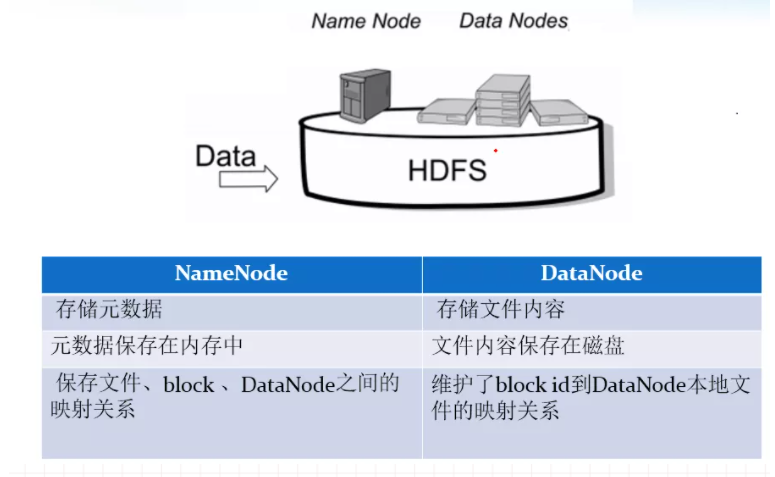 Name Node Data Nodes
Data
HDFS
NameNode DataNode
存储元数据 存储文件内容
元数据保存在内存中 文件内容保存在磁盘
保存文件、block 、DataNode之间的 维护了block id到DataNode本地文
映射关系 件的映射关系